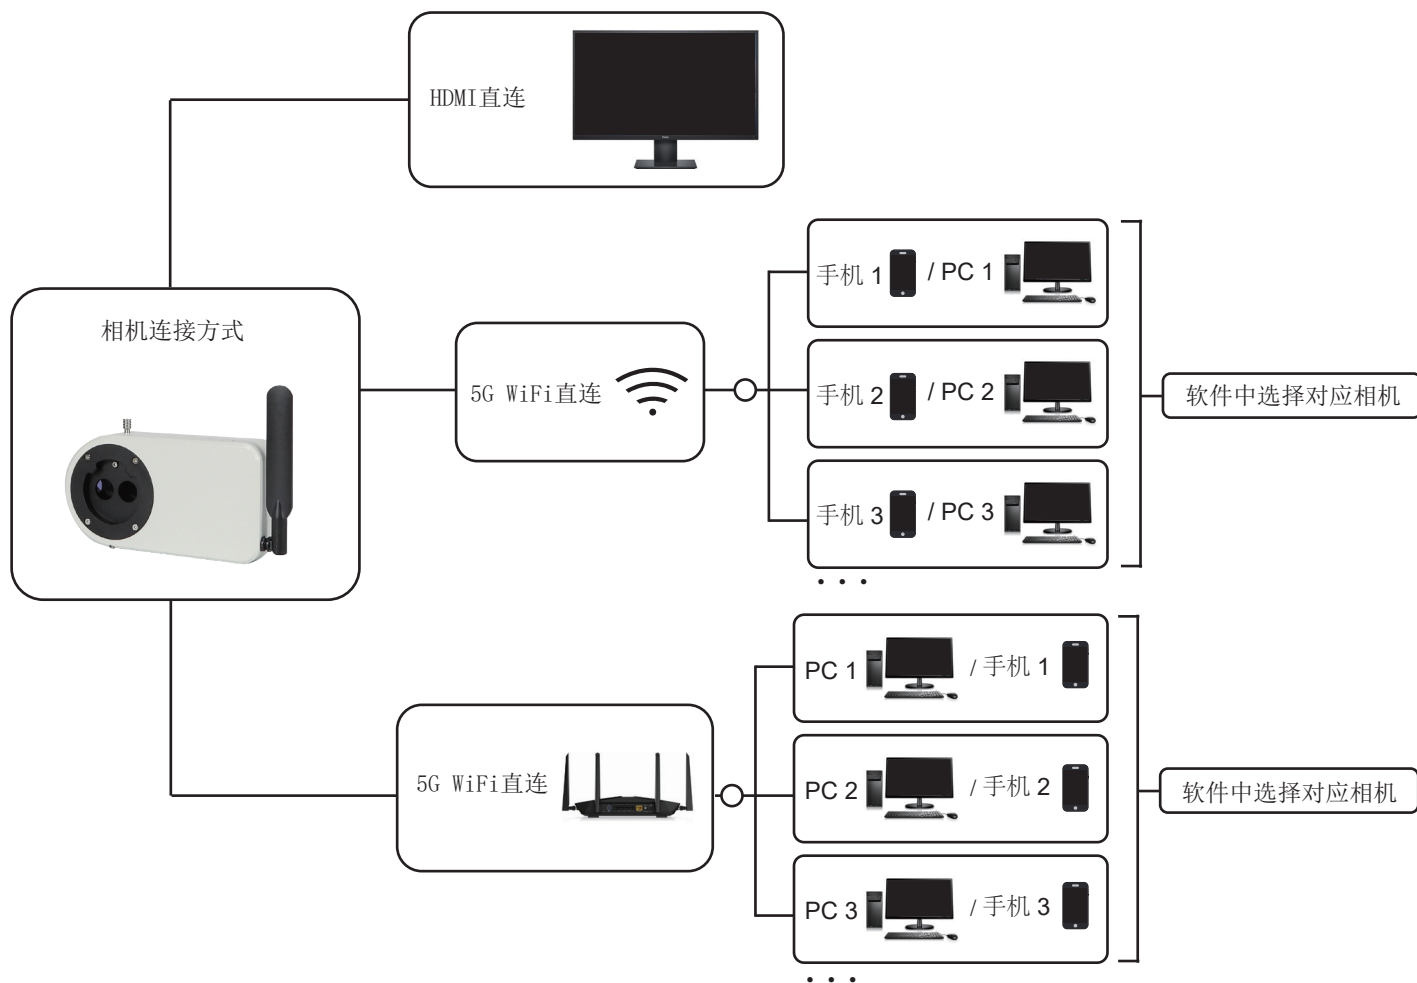 HDMI直连
相机连接方式
5G WiFi直连
手机 1 / PC 1
手机 2 / PC 2
手机 3 / PC 3
· · ·
软件中选择对应相机
5G WiFi直连
PC 1 / 手机 1
PC 2 / 手机 2
PC 3 / 手机 3
· · ·
软件中选择对应相机